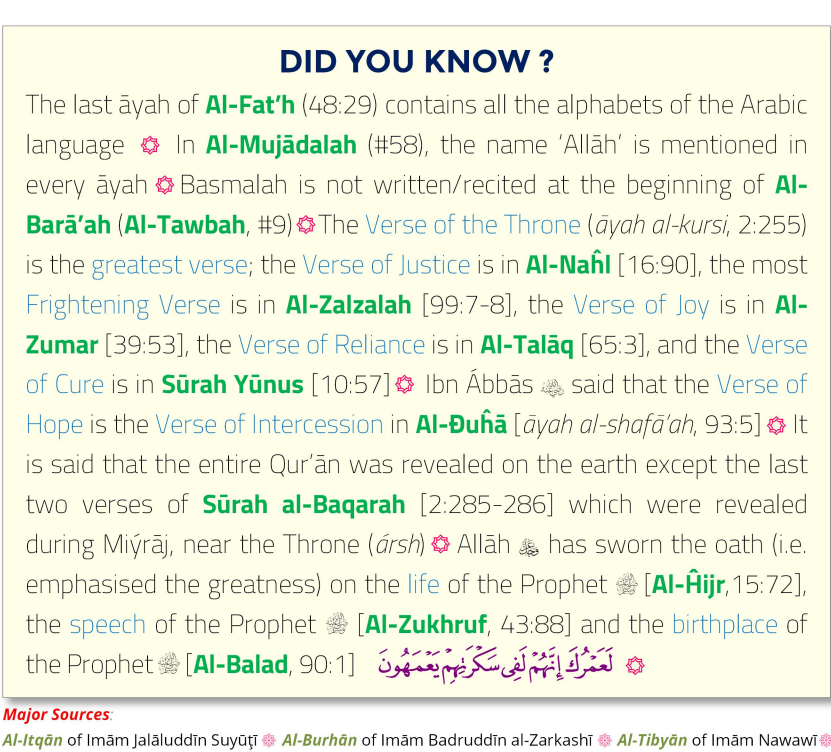 DID YOU KNOW ?
The last āyah of Al-Fat’h (48:29) contains all the alphabets of the Arabic
language ۞ In Al-Mujādalah (#58), the name ‘Allāh’ is mentioned in
every āyah ۞ Basmalah is not written/recited at the beginning of Al-
Barā’ah (Al-Tawbah, #9) ۞ The Verse of the Throne (āyah al-kursi, 2:255)
is the greatest verse; the Verse of Justice is in Al-Naĥl [16:90], the most
Frightening Verse is in Al-Zalzalah [99:7-8], the Verse of Joy is in Al-
Zumar [39:53], the Verse of Reliance is in Al-Talāq [65:3], and the Verse
of Cure is in Sūrah Yūnus [10:57] ۞ Ibn Ábbās said that the Verse of
Hope is the Verse of Intercession in Al-Đuĥā [āyah al-shafā’ah, 93:5] ۞ It
is said that the entire Qur’ān was revealed on the earth except the last
two verses of Sūrah al-Baqarah [2:285-286] which were revealed
during Miýrāj, near the Throne (ársh) ۞ Allāh has sworn the oath (i.e.
emphasised the greatness) on the life of the Prophet ﷺ [Al-Ĥijr,15:72],
the speech of the Prophet ﷺ [Al-Zukhruf, 43:88] and the birthplace of
the Prophet ﷺ [Al-Balad, 90:1] لَعَمْرُكَ إِنَّهُمْ لَفِى سَكْرَتِهِمْ يَعْمَهُونَ ۞
Major Sources:
Al-Itqān of Imām Jalāluddīn Suyūţī ۞ Al-Burhān of Imām Badruddīn al-Zarkashī ۞ Al-Tibyān of Imām Nawawī ۞